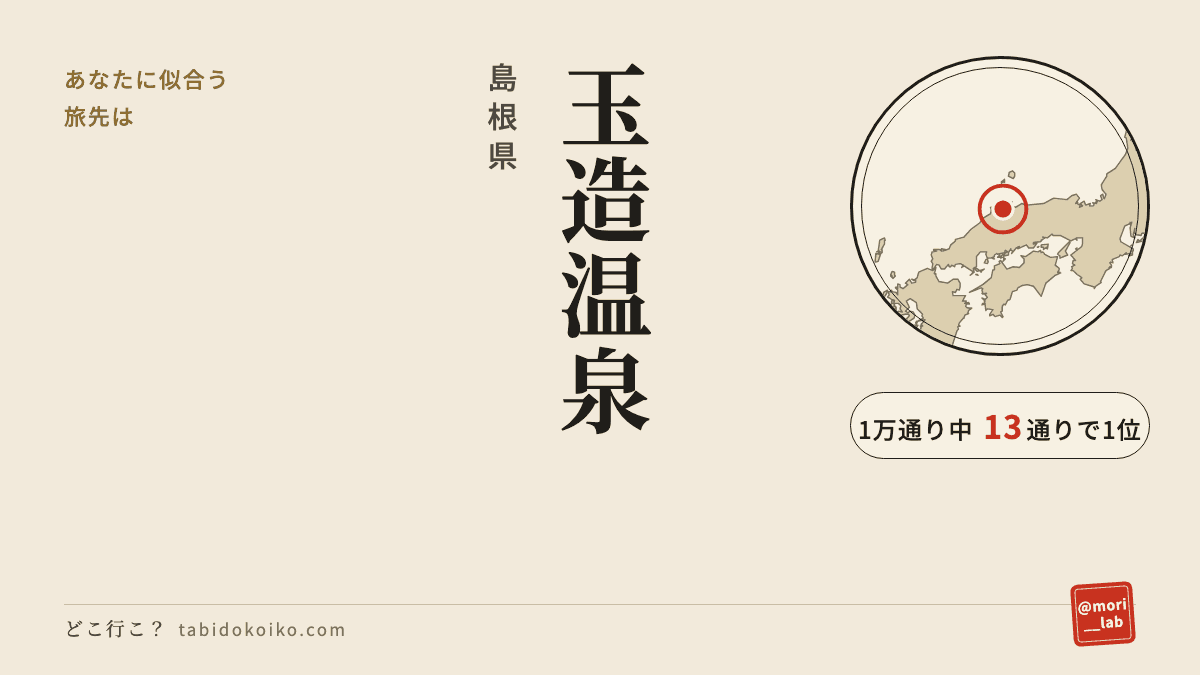 あなたに似合う
旅先は
島根県
玉造温泉
1万通り中 13通りで1位
どこ行こ？ tabidokoiko.com
@mori
__lab